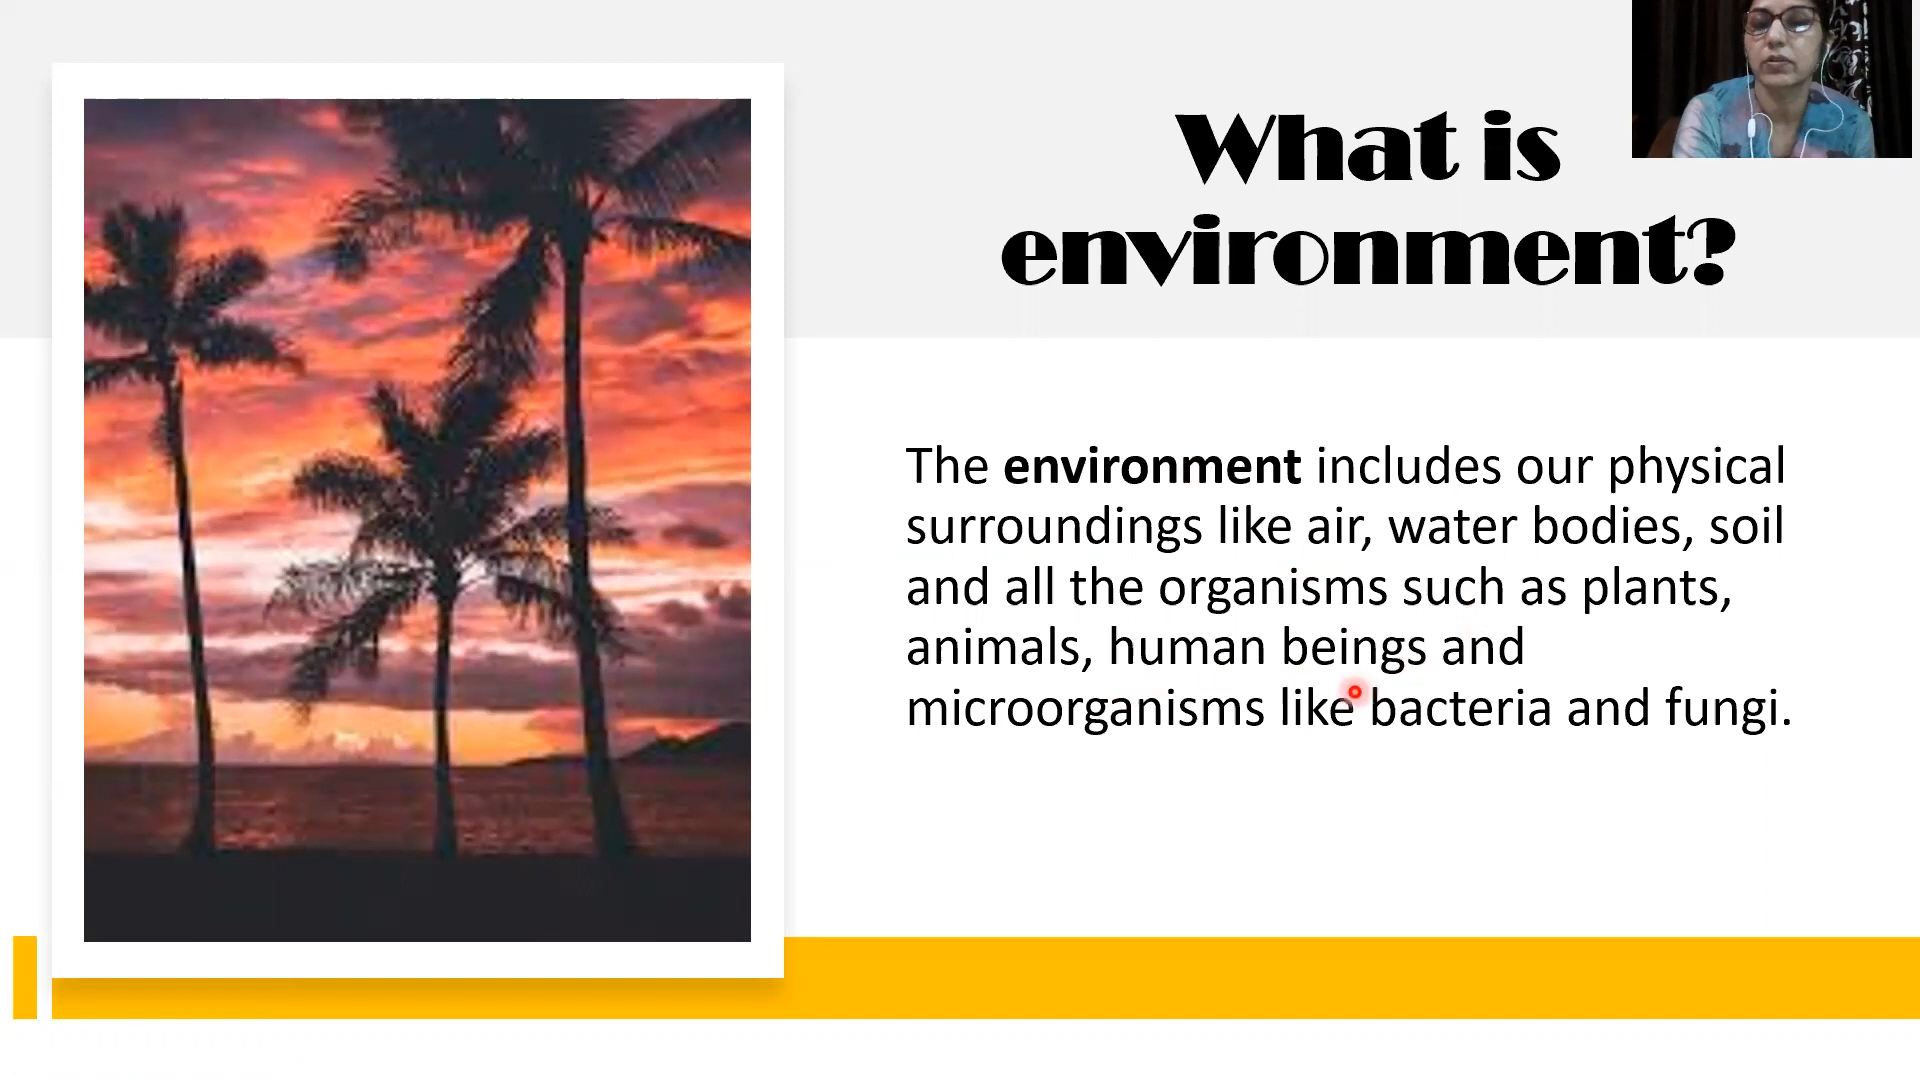 What is
environment?
The environment includes our physical
surroundings like air, water bodies, soil
and all the organisms such as plants,
animals, human beings and
microorganisms like bacteria and fungi.